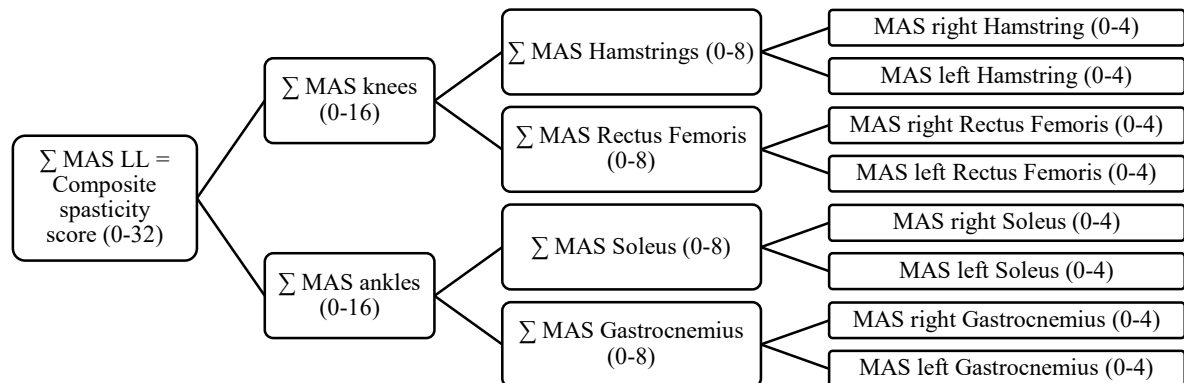 ∑ MAS LL =
Composite
spasticity
score (0-32)
∑ MAS knees
(0-16)
∑ MAS ankles
(0-16)
∑ MAS Hamstrings (0-8)
∑ MAS Rectus Femoris
(0-8)
∑ MAS Soleus (0-8)
∑ MAS Gastrocnemius
(0-8)
MAS right Hamstring (0-4)
MAS left Hamstring (0-4)
MAS right Rectus Femoris (0-4)
MAS left Rectus Femoris (0-4)
MAS right Soleus (0-4)
MAS left Soleus (0-4)
MAS right Gastrocnemius (0-4)
MAS left Gastrocnemius (0-4)